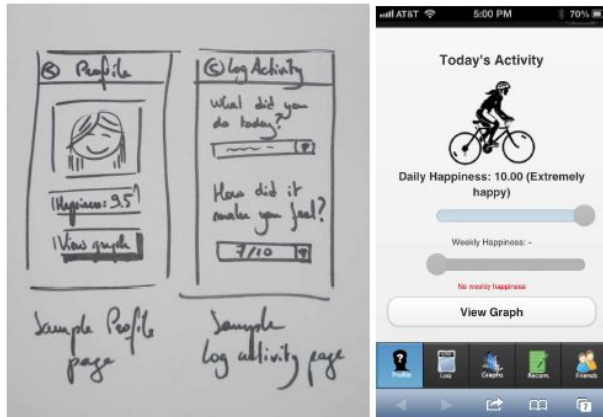 Profile
Happiness: 9.5
View graph
Sample Profile
page
Log Activity
What did you
do today?
How did it
make you feel?
7/10
Sample
Log activity page
AT&T
5:00 PM
70%
Today's Activity
Daily Happiness: 10.00 (Extremely
happy)
Weekly Happiness: -
No weekly happiness
View Graph
Profile
Log
Graphs
Recom.
Friends
7